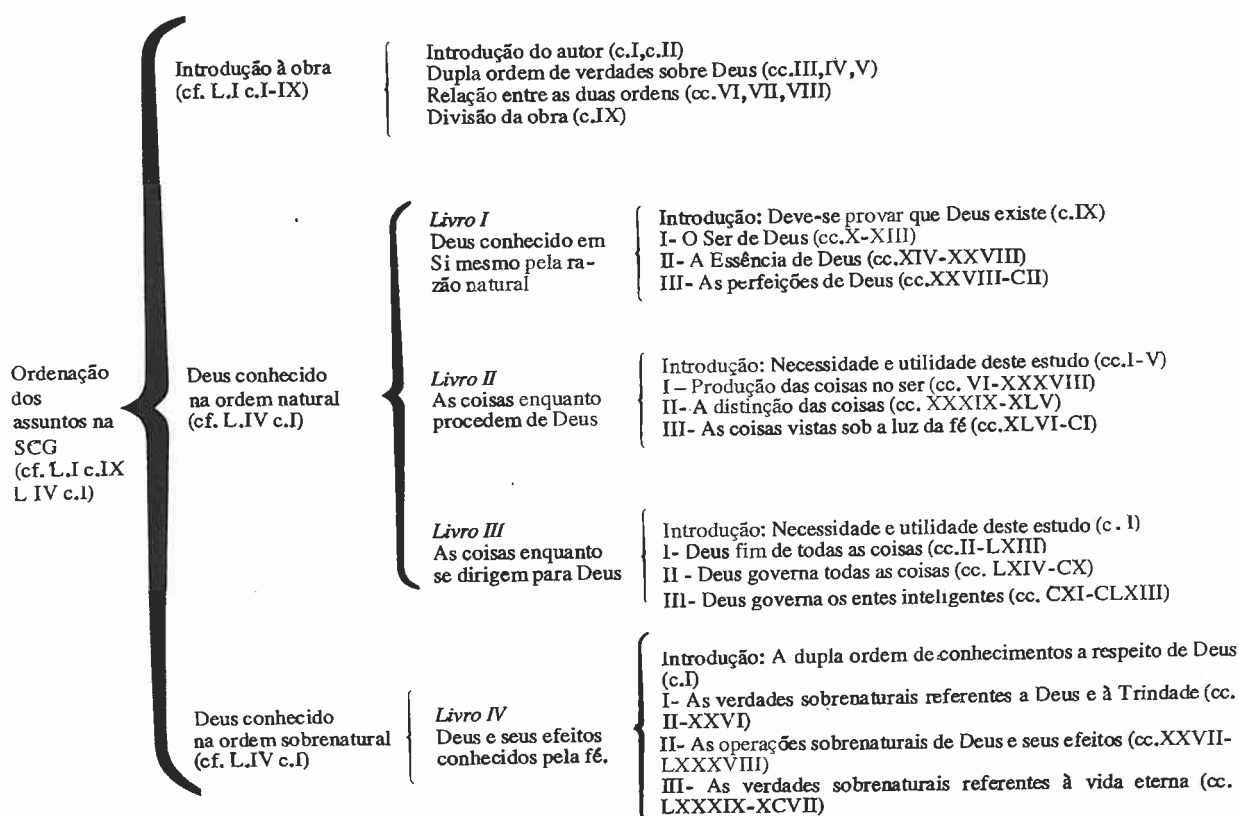 Ordenação
dos
assuntos na
SCG
(cf. L.I c.IX
L IV c.1)
Introdução à obra
(cf. L.I c.I-IX)
Introdução do autor (c.I,c.II)
Dupla ordem de verdades sobre Deus (cc.III,IV,V)
Relação entre as duas ordens (cc.VI,VII,VIII)
Divisão da obra (c.IX)
Deus conhecido
na ordem natural
(cf. L.IV c.I)
Livro I
Deus conhecido em
Si mesmo pela ra-
zão natural
Introdução: Deve-se provar que Deus existe (c.IX)
I- O Ser de Deus (cc.X-XIII)
II- A Essência de Deus (cc.XIV-XXVIII)
III- As perfeições de Deus (cc.XXVIII-CII)
Livro II
As coisas enquanto
procedem de Deus
Introdução: Necessidade e utilidade deste estudo (cc.I-V)
I – Produção das coisas no ser (cc. VI-XXXVIII)
II- A distinção das coisas (cc. XXXIX-XLV)
III- As coisas vistas sob a luz da fé (cc.XLVI-CI)
Livro III
As coisas enquanto
se dirigem para Deus
Introdução: Necessidade e utilidade deste estudo (c. I)
I- Deus fim de todas as coisas (cc.II-LXIII)
II - Deus governa todas as coisas (cc. LXIV-CX)
III- Deus governa os entes inteligentes (cc. CXI-CLXIII)
Deus conhecido
na ordem sobrenatural
(cf. L.IV c.I)
Livro IV
Deus e seus efeitos
conhecidos pela fé.
Introdução: A dupla ordem de conhecimentos a respeito de Deus
(c.I)
I- As verdades sobrenaturais referentes a Deus e à Trindade (cc.
II-XXVI)
II- As operações sobrenaturais de Deus e seus efeitos (cc.XXVII-
LXXXVIII)
III- As verdades sobrenaturais referentes à vida eterna (cc.
LXXXIX-XCVII)